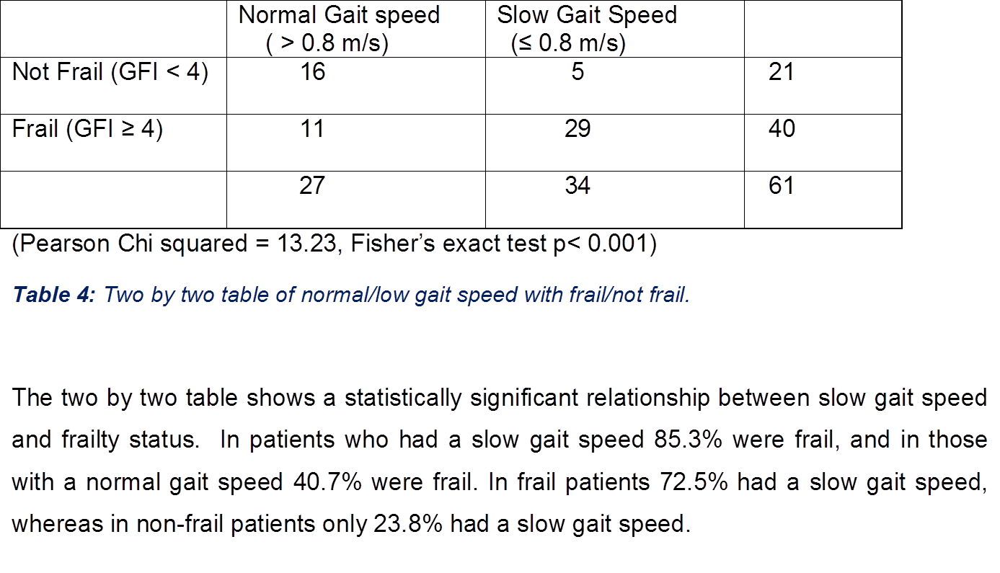 Normal Gait speed Slow Gait Speed
( > 0.8 m/s) (≤ 0.8 m/s)
Not Frail (GFI < 4) 16 5 21
Frail (GFI ≥ 4) 11 29 40
27 34 61
(Pearson Chi squared = 13.23, Fisher’s exact test p< 0.001)
Table 4: Two by two table of normal/low gait speed with frail/not frail.
The two by two table shows a statistically significant relationship between slow gait speed
and frailty status.  In patients who had a slow gait speed 85.3% were frail, and in those
with a normal gait speed 40.7% were frail. In frail patients 72.5% had a slow gait speed,
whereas in non-frail patients only 23.8% had a slow gait speed.